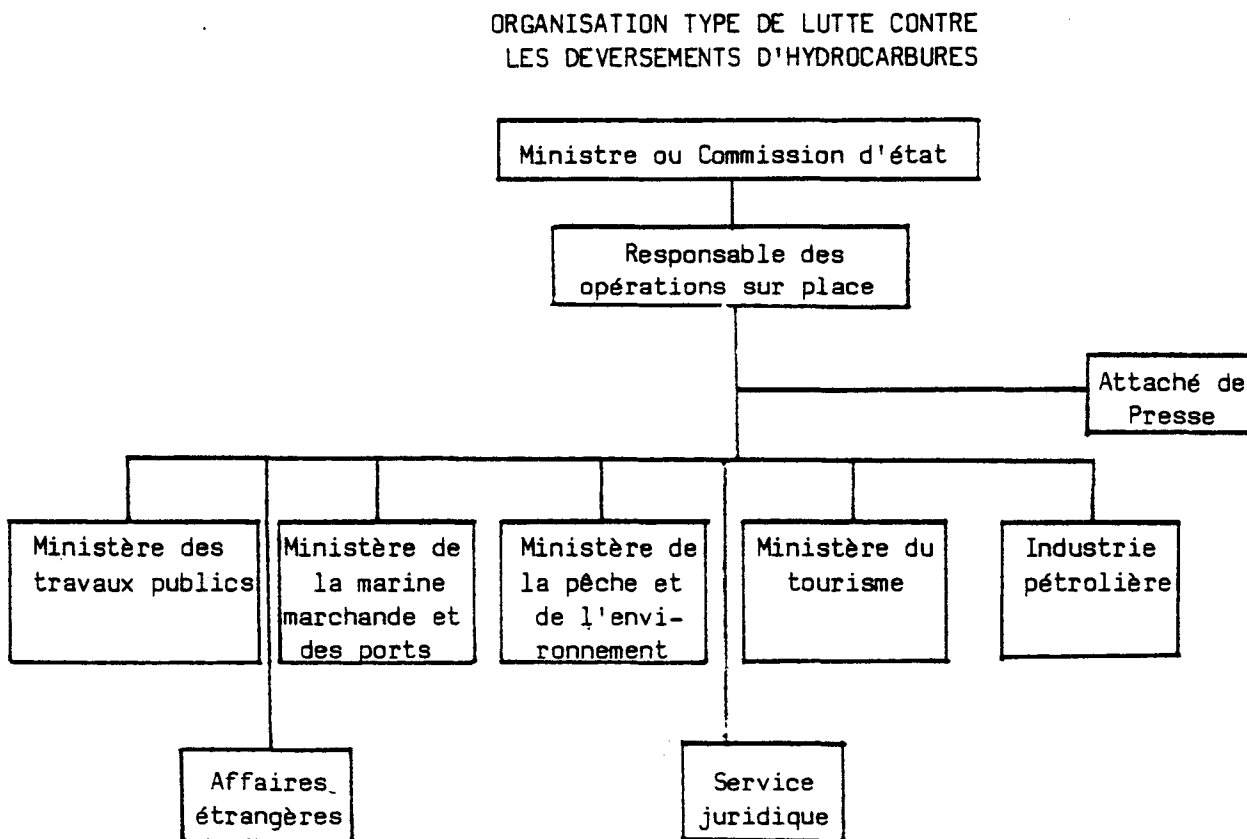 ORGANISATION TYPE DE LUTTE CONTRE
LES DEVERSEMENTS D'HYDROCARBURES
Ministre ou Commission d'état
Responsable des
opérations sur place
Attaché de
Presse
Ministère des
travaux publics
Ministère de
la marine
marchande et
des ports
Ministère de
la pêche et
de l'envi-
ronnement
Ministère du
tourisme
Industrie
pétrolière
Affaires
étrangères
Service
juridique